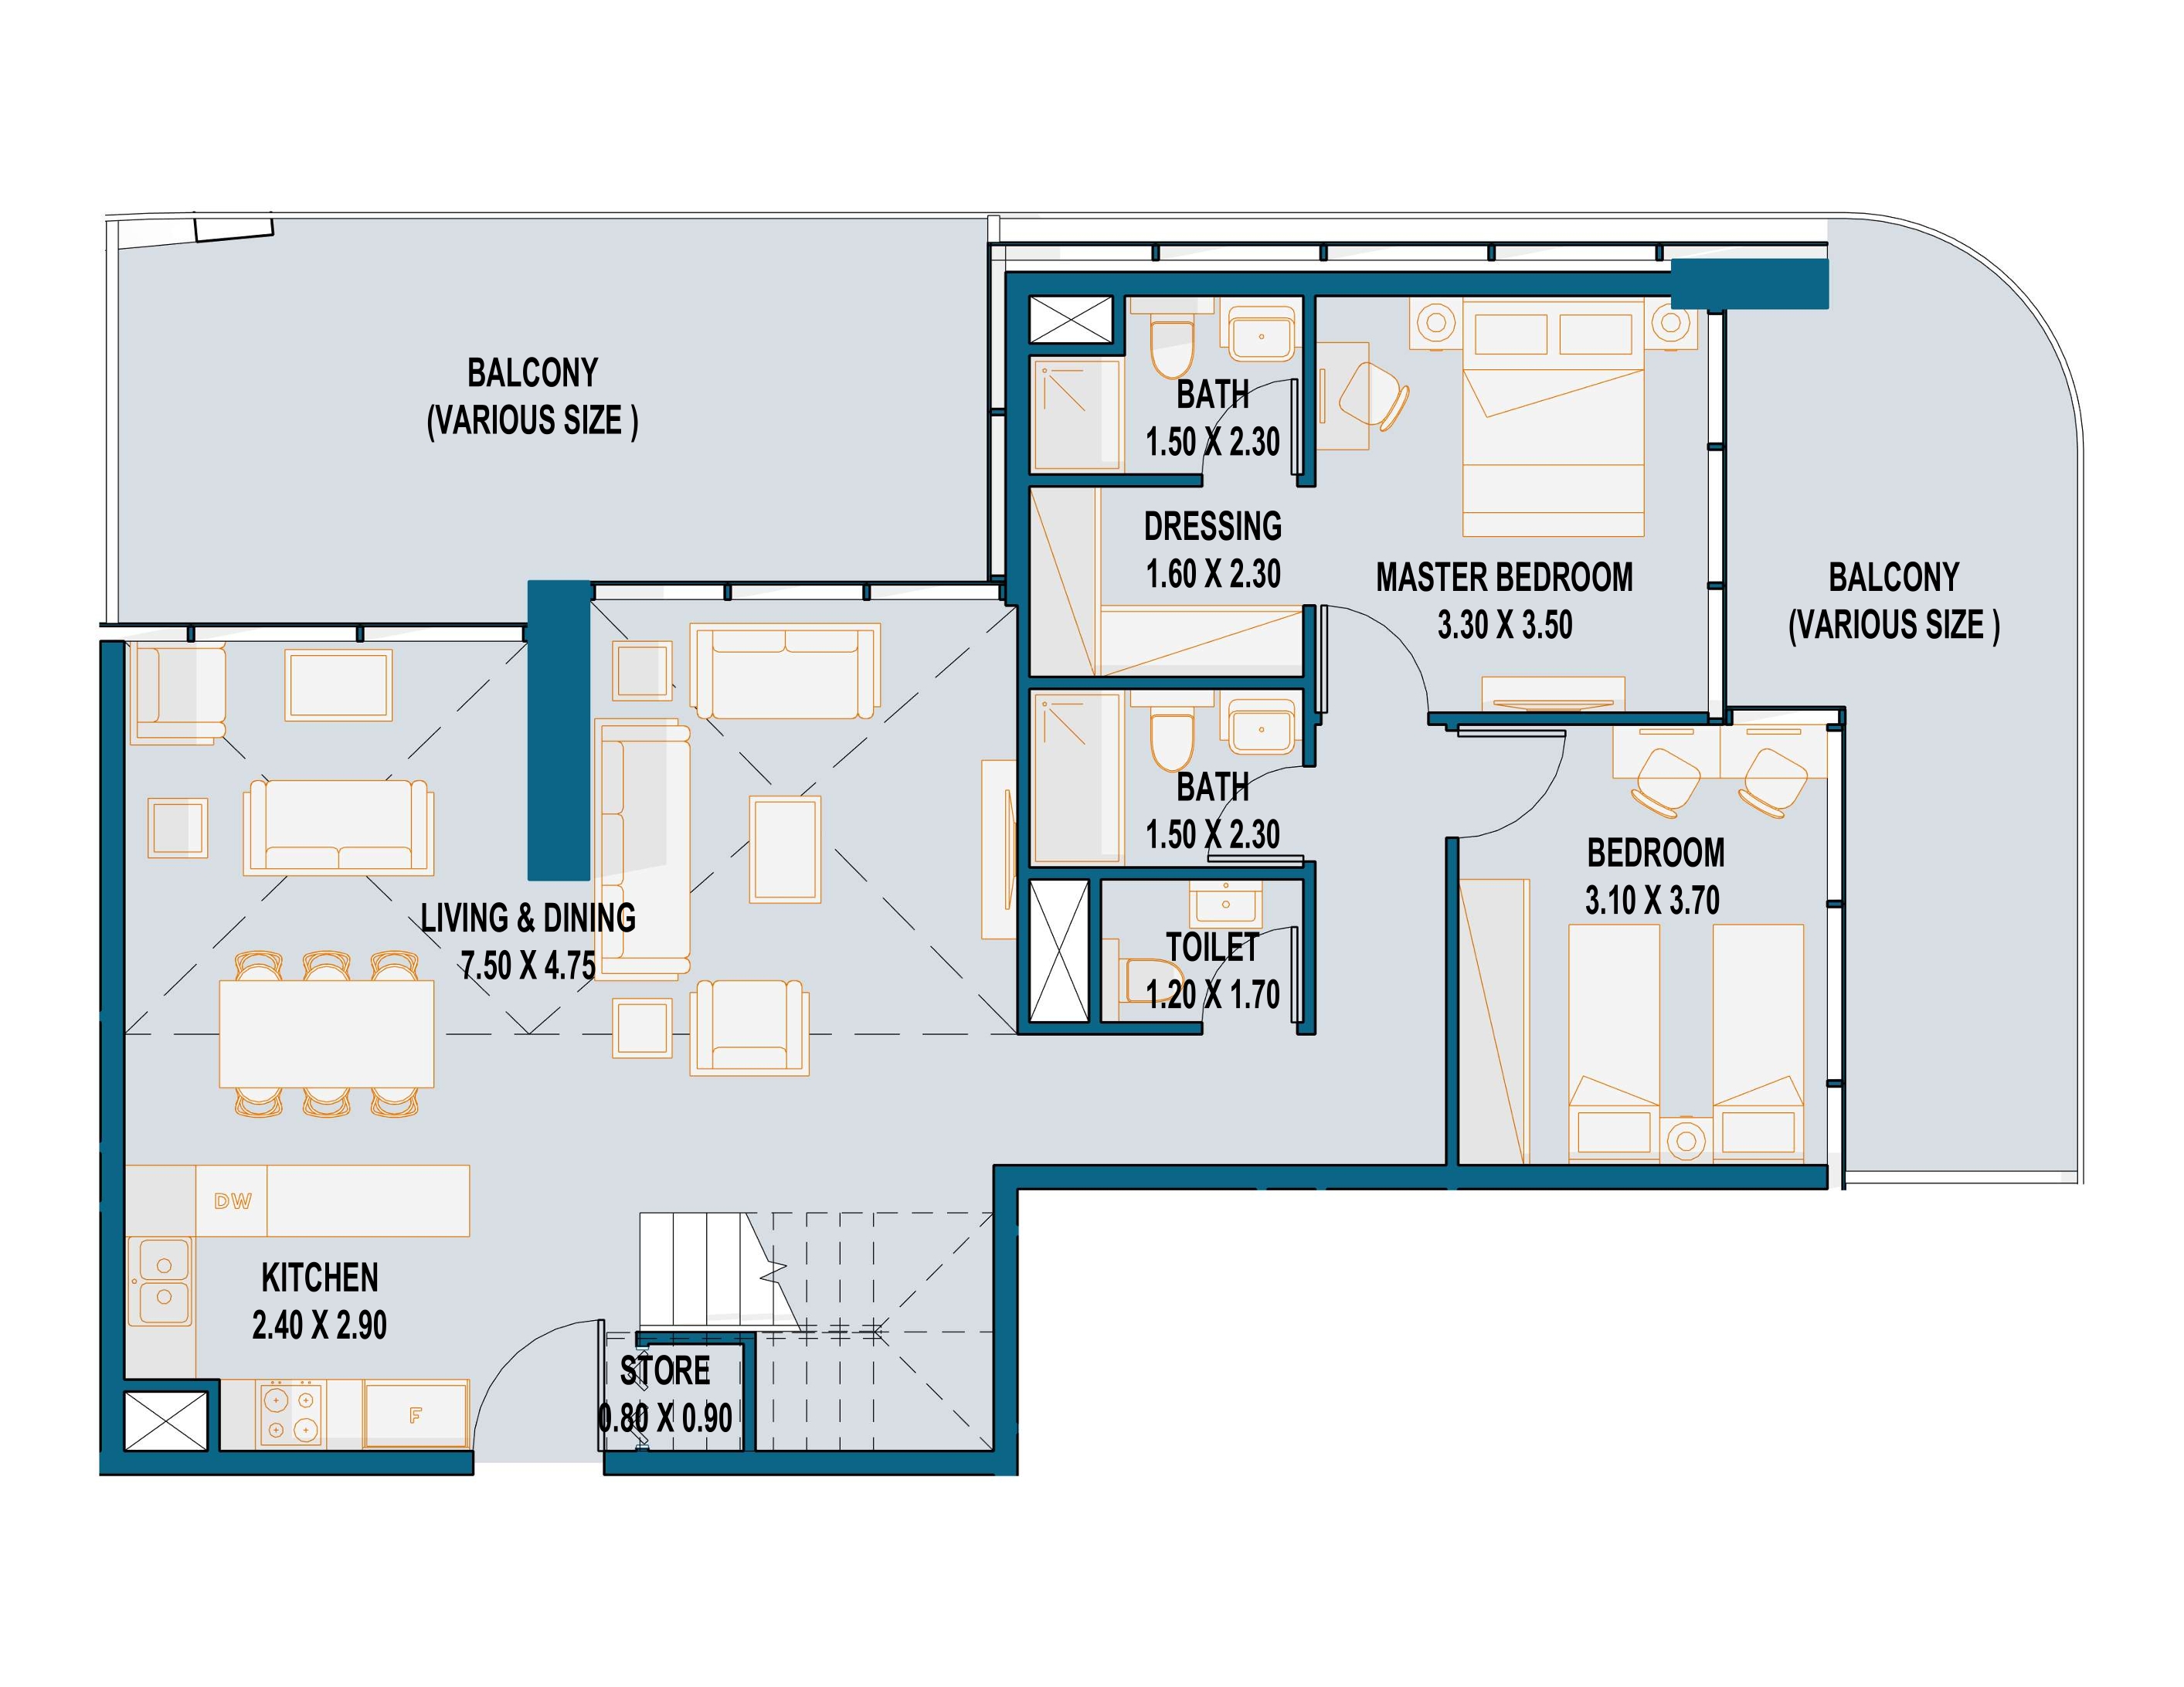 BALCONY
(VARIOUS SIZE )
BATH
1.50 X 2.30
DRESSING
1.60 X 2.30
MASTER BEDROOM
3.30 X 3.50
BALCONY
(VARIOUS SIZE )
BATH
1.50 X 2.30
BEDROOM
3.10 X 3.70
LIVING & DINING
7.50 X 4.75
TOILET
1.20 X 1.70
DW
KITCHEN
2.40 X 2.90
STORE
0.80 X 0.90
F